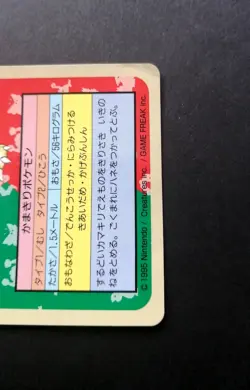 かまきりポケモン
タイプ1/むし　タイプ2/ひこう
たかさ/1.5メートル　おもさ/56キログラム
おもなわざ/でんこうせっか・にらみつける
きあいだめ・かげぶんしん
するどいカマキリでえものをきりさき　いきの
ねをとめる。ごくまれにハネをつかってとぶ。
© 1995 Nintendo / Creatures inc. / GAME FREAK inc.